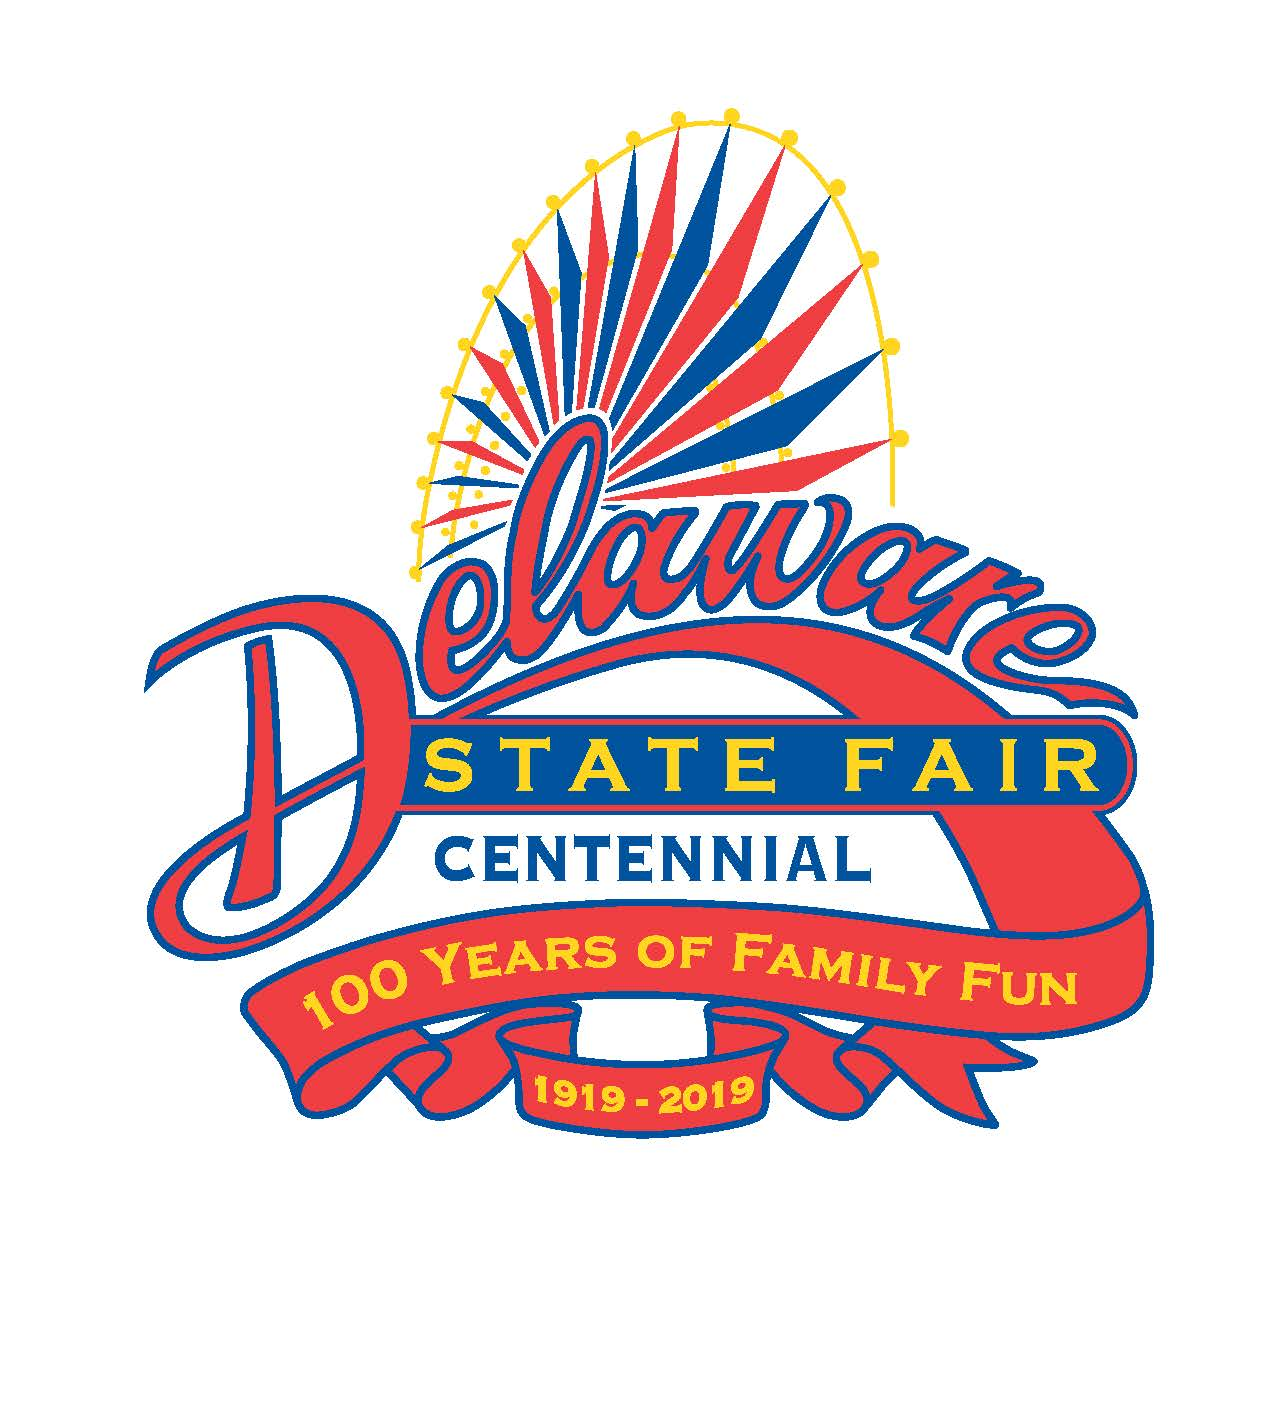 Delaware
STATE FAIR
CENTENNIAL
100 YEARS OF FAMILY FUN
1919 - 2019